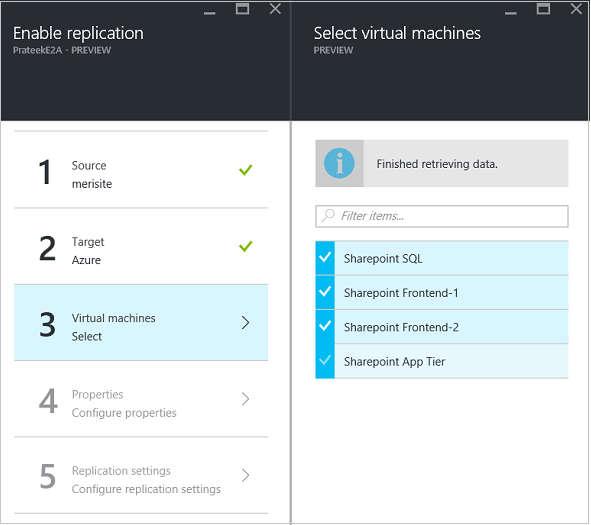 Enable replication
PrateekE2A - PREVIEW
1
Source
merisite
2
Target
Azure
3
Virtual machines
Select
4
Properties
Configure properties
5
Replication settings
Configure replication settings
Select virtual machines
PREVIEW
Finished retrieving data.
Filter items...
Sharepoint SQL
Sharepoint Frontend-1
Sharepoint Frontend-2
Sharepoint App Tier